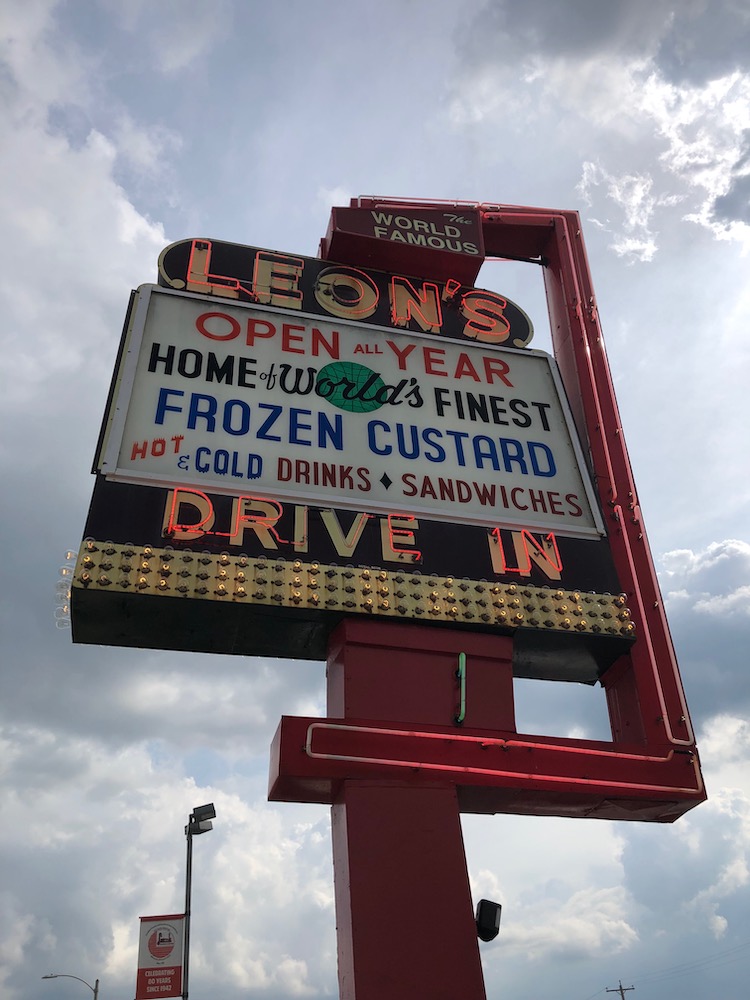 The
WORLD
FAMOUS
LEON'S
OPEN ALL YEAR
HOME of World's FINEST
FROZEN CUSTARD
HOT & COLD DRINKS ♦ SANDWICHES
DRIVE IN
CELEBRATING
60 YEARS
SINCE 1942